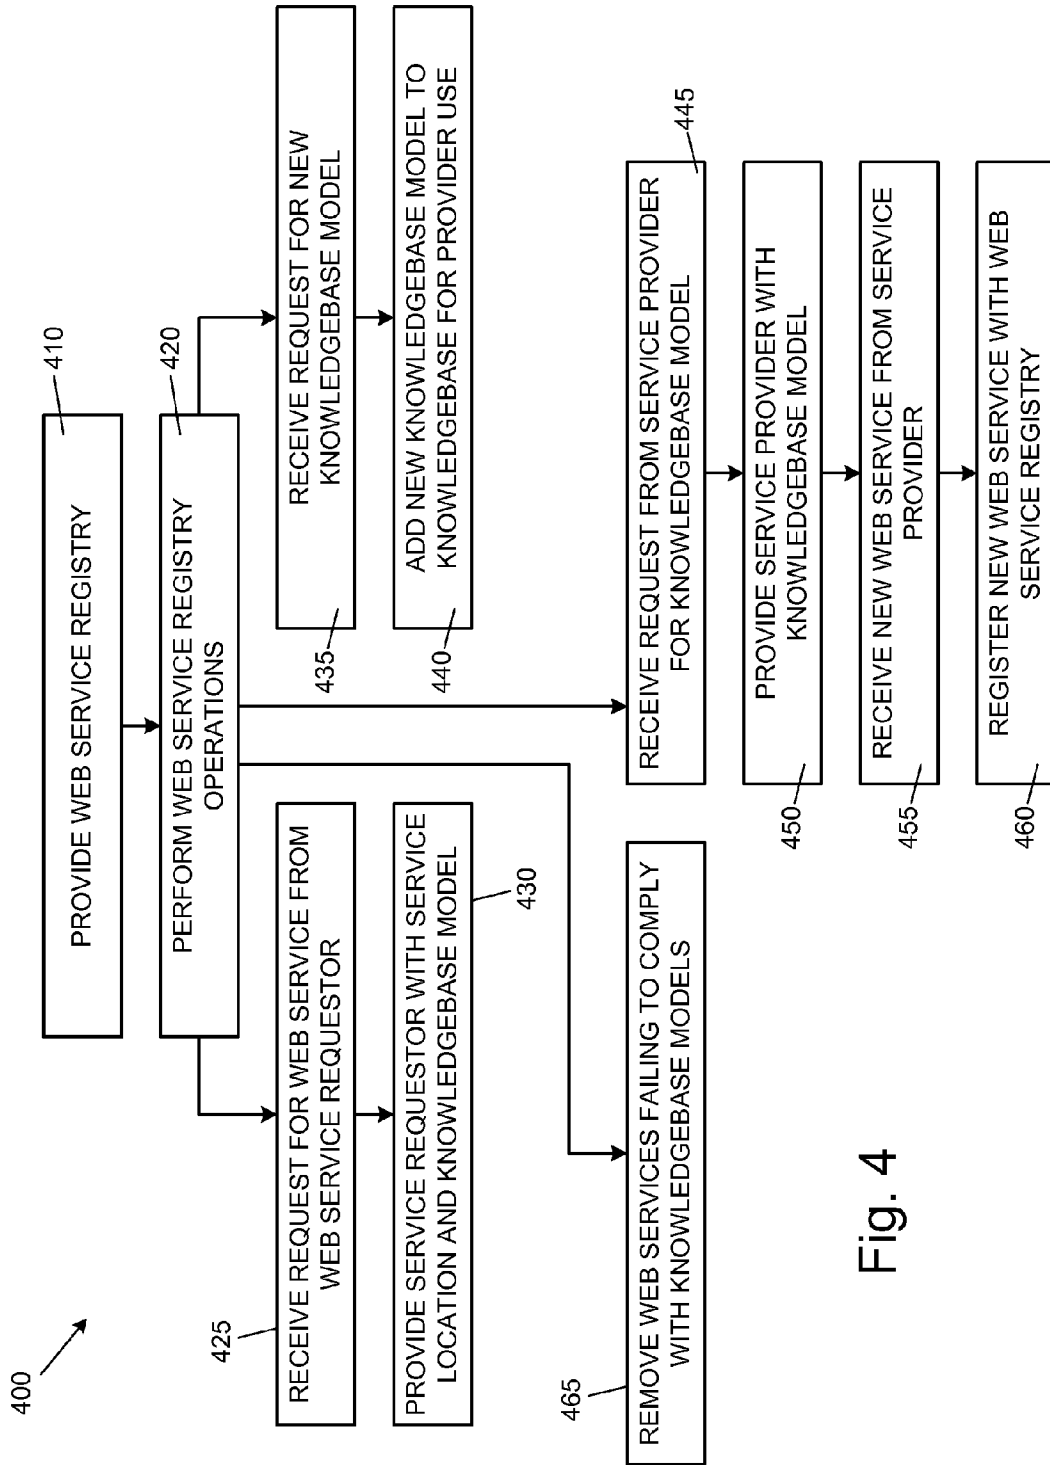 400
410
PROVIDE WEB SERVICE REGISTRY
420
PERFORM WEB SERVICE REGISTRY
OPERATIONS
425
RECEIVE REQUEST FOR WEB SERVICE FROM
WEB SERVICE REQUESTOR
PROVIDE SERVICE REQUESTOR WITH SERVICE
LOCATION AND KNOWLEDGEBASE MODEL
430
RECEIVE REQUEST FOR NEW
KNOWLEDGEBASE MODEL
435
ADD NEW KNOWLEDGEBASE MODEL TO
KNOWLEDGEBASE FOR PROVIDER USE
440
465
REMOVE WEB SERVICES FAILING TO COMPLY
WITH KNOWLEDGEBASE MODELS
445
RECEIVE REQUEST FROM SERVICE PROVIDER
FOR KNOWLEDGEBASE MODEL
PROVIDE SERVICE PROVIDER WITH
KNOWLEDGEBASE MODEL
450
RECEIVE NEW WEB SERVICE FROM SERVICE
PROVIDER
455
REGISTER NEW WEB SERVICE WITH WEB
SERVICE REGISTRY
460
Fig. 4